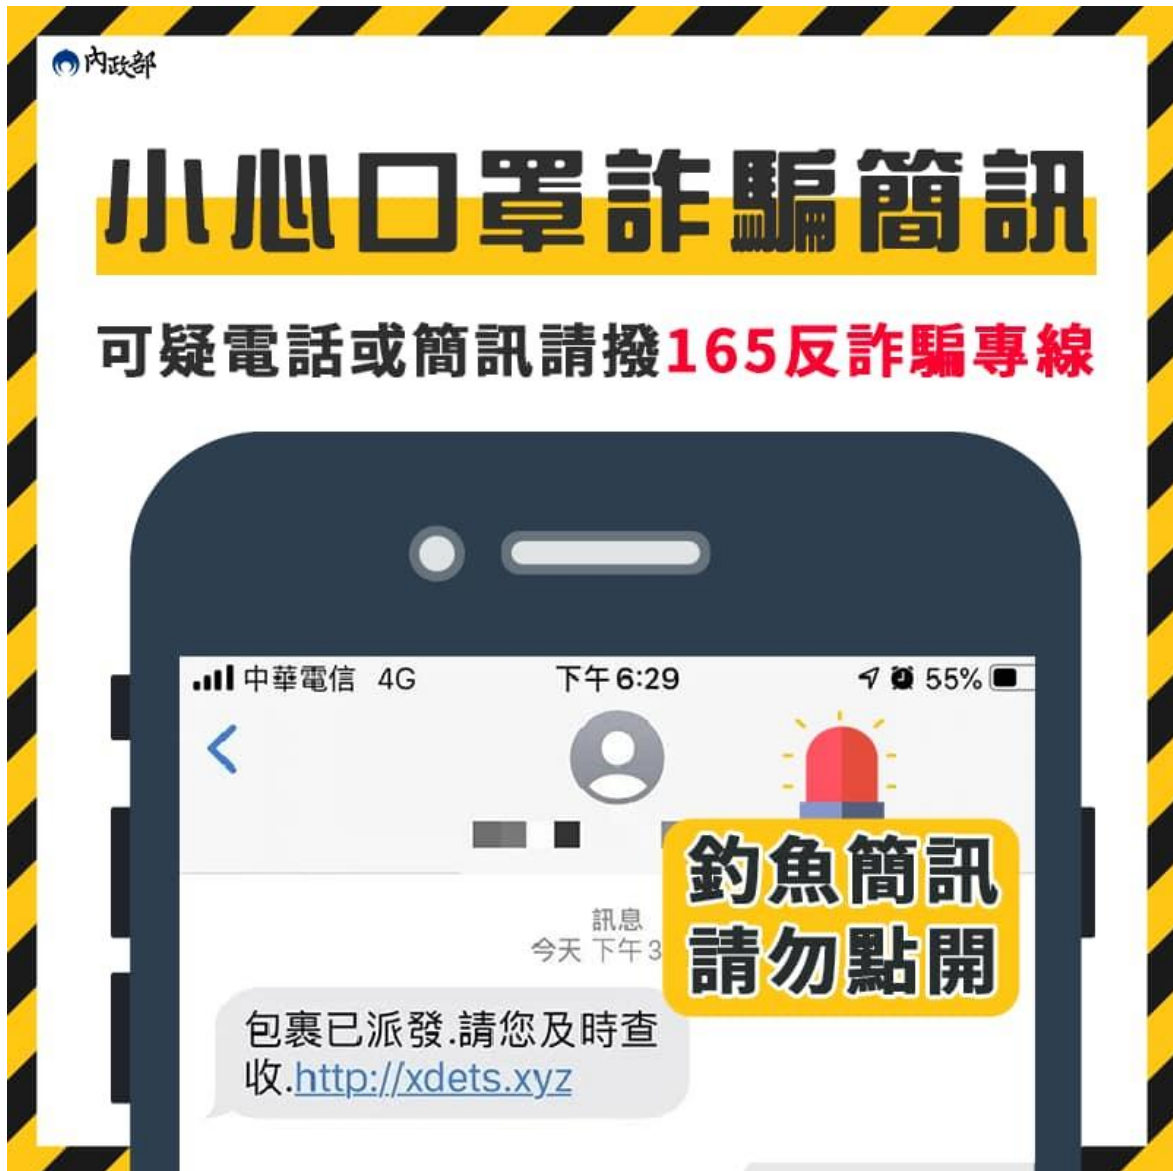 內政部
小心口罩詐騙簡訊
可疑電話或簡訊請撥165反詐騙專線
中華電信 4G 下午6:29 55%
釣魚簡訊
請勿點開
訊息
今天 下午3
包裹已派發.請您及時查
收.http://xdets.xyz